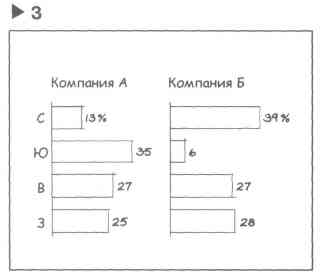 ▶ 3
Компания А Компания Б
С 13% 39%
Ю 35 6
В 27 27
З 25 28